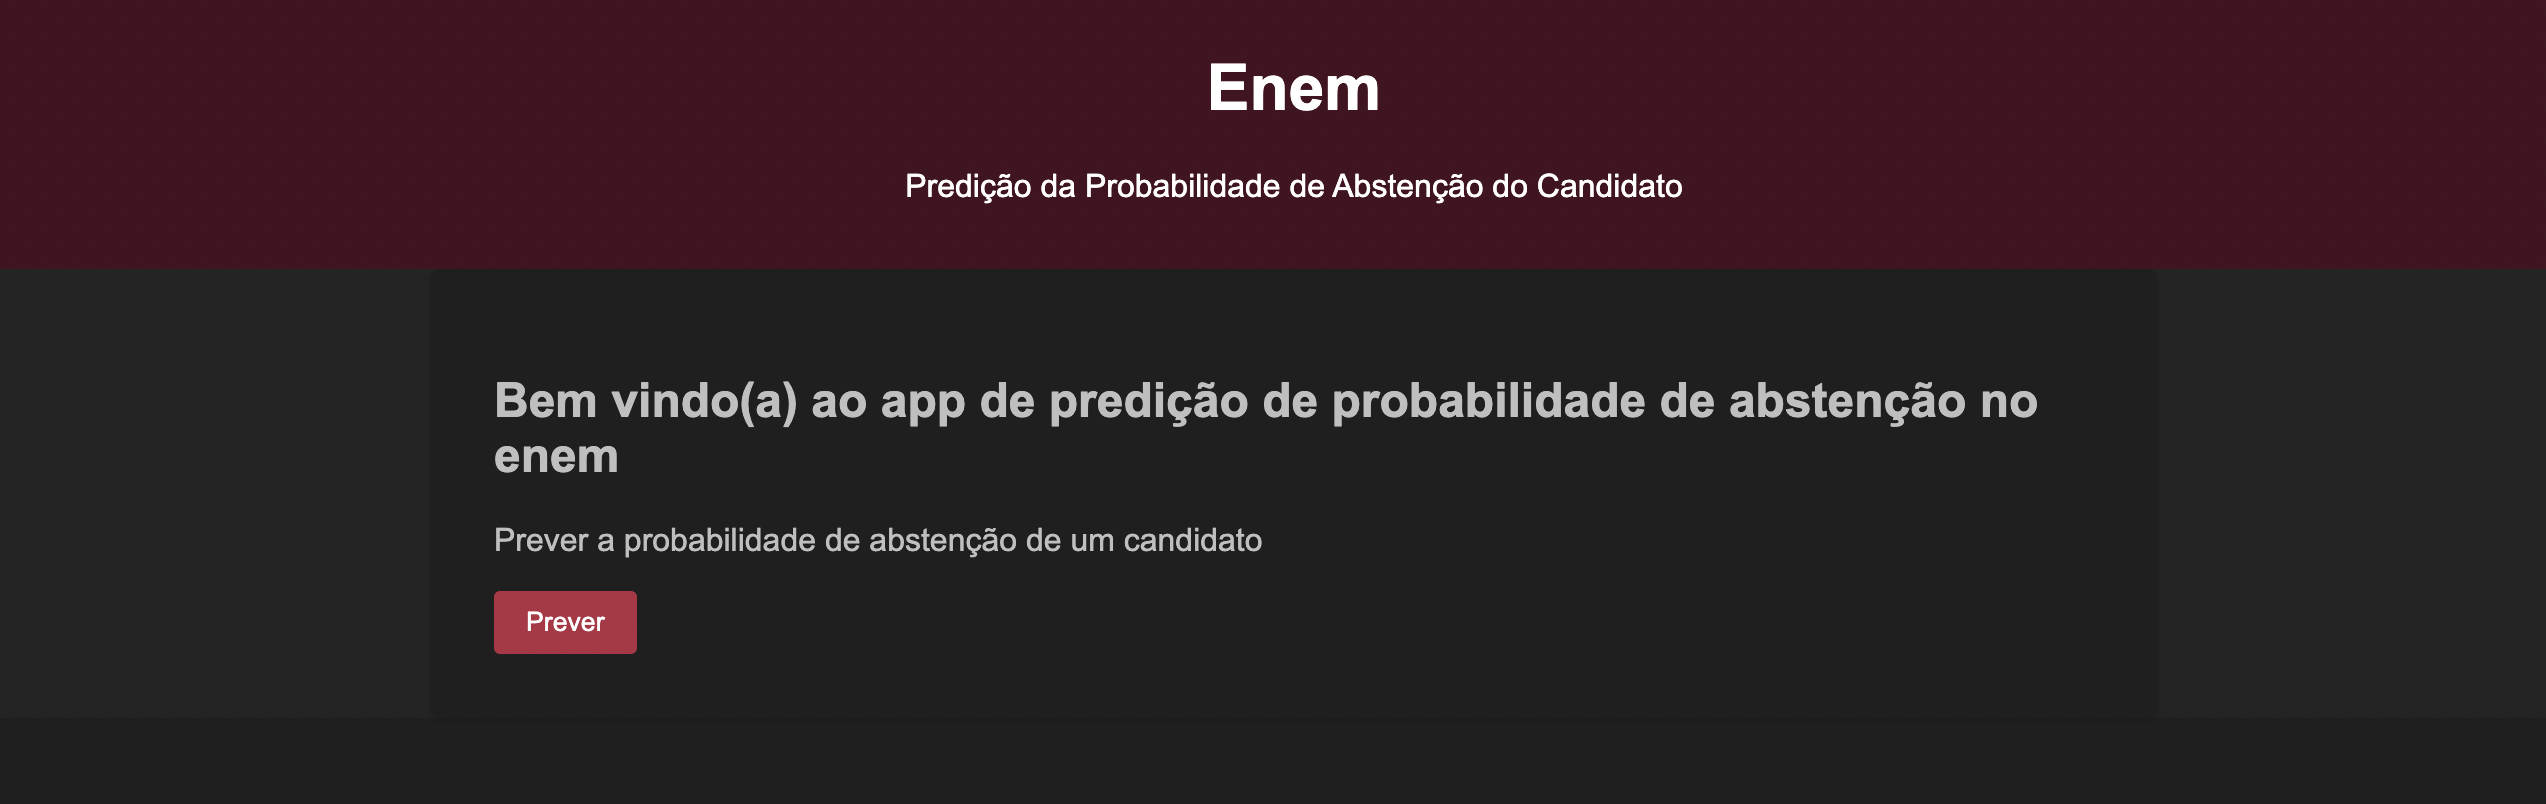 Enem
Predição da Probabilidade de Abstenção do Candidato
Bem vindo(a) ao app de predição de probabilidade de abstenção no
enem
Prever a probabilidade de abstenção de um candidato
Prever